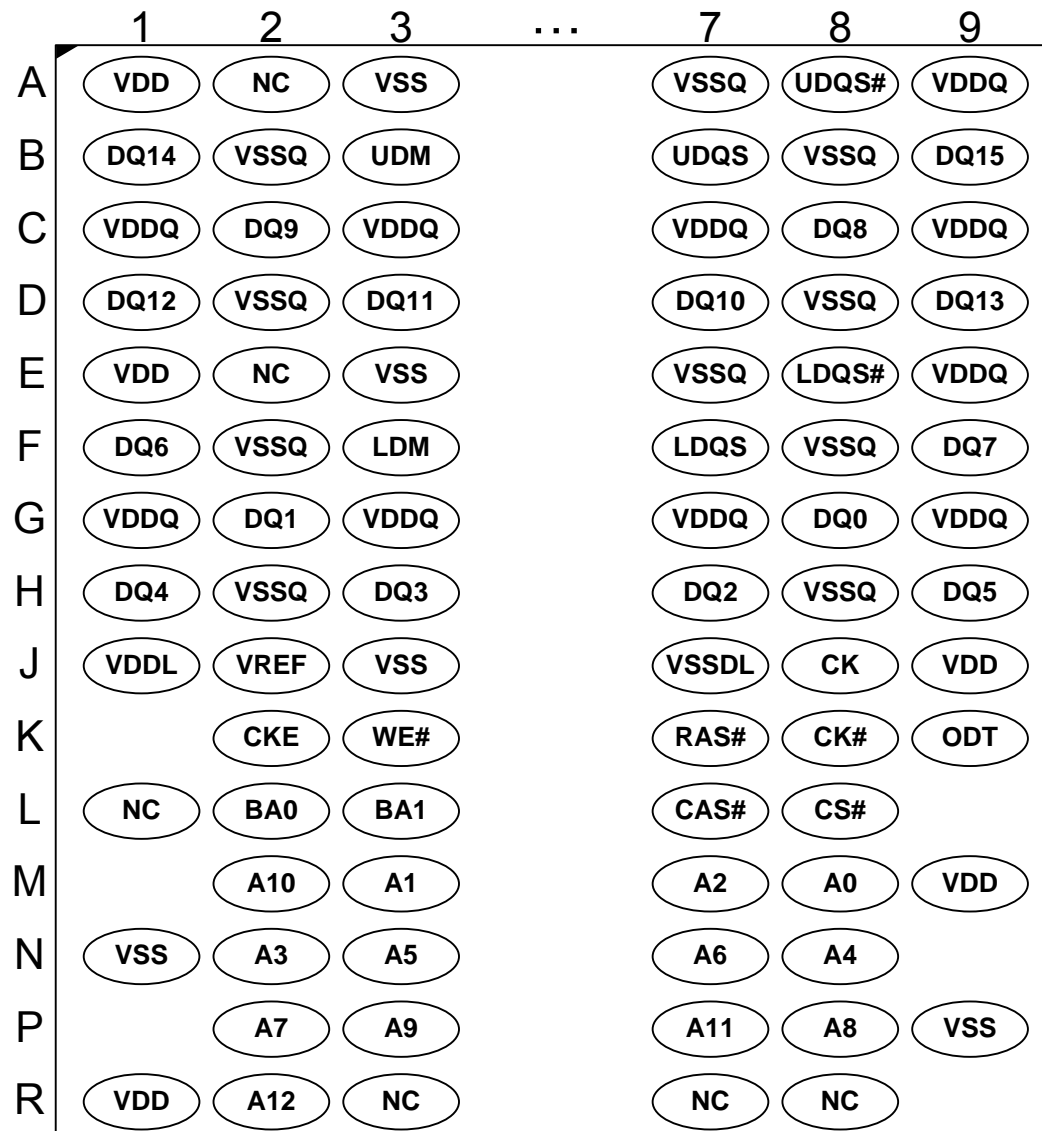 1 2 3 ... 7 8 9
A VDD NC VSS VSSQ UDQS# VDDQ
B DQ14 VSSQ UDM UDQS VSSQ DQ15
C VDDQ DQ9 VDDQ VDDQ DQ8 VDDQ
D DQ12 VSSQ DQ11 DQ10 VSSQ DQ13
E VDD NC VSS VSSQ LDQS# VDDQ
F DQ6 VSSQ LDM LDQS VSSQ DQ7
G VDDQ DQ1 VDDQ VDDQ DQ0 VDDQ
H DQ4 VSSQ DQ3 DQ2 VSSQ DQ5
J VDDL VREF VSS VSSDL CK VDD
K CKE WE# RAS# CK# ODT
L NC BA0 BA1 CAS# CS#
M A10 A1 A2 A0 VDD
N VSS A3 A5 A6 A4
P A7 A9 A11 A8 VSS
R VDD A12 NC NC NC